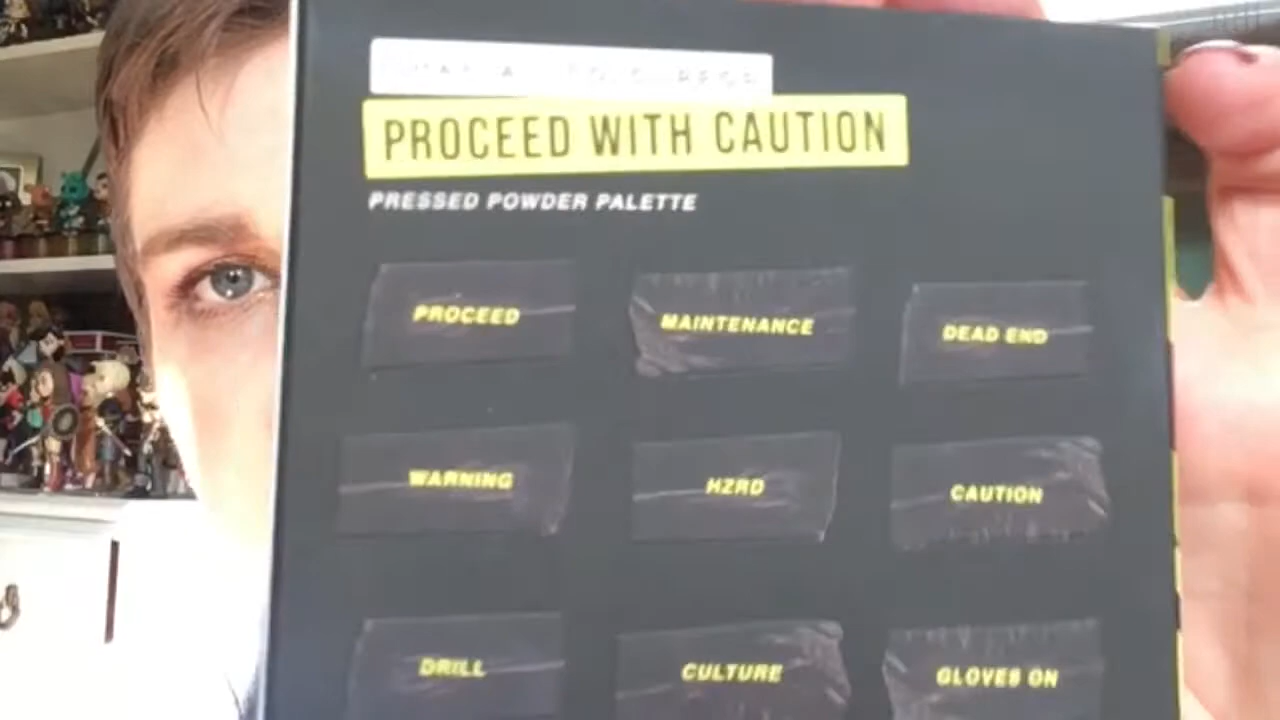 PROCEED WITH CAUTION
PRESSED POWDER PALETTE
PROCEED MAINTENANCE DEAD END
WARNING HZRD CAUTION
DRILL CULTURE GLOVES ON